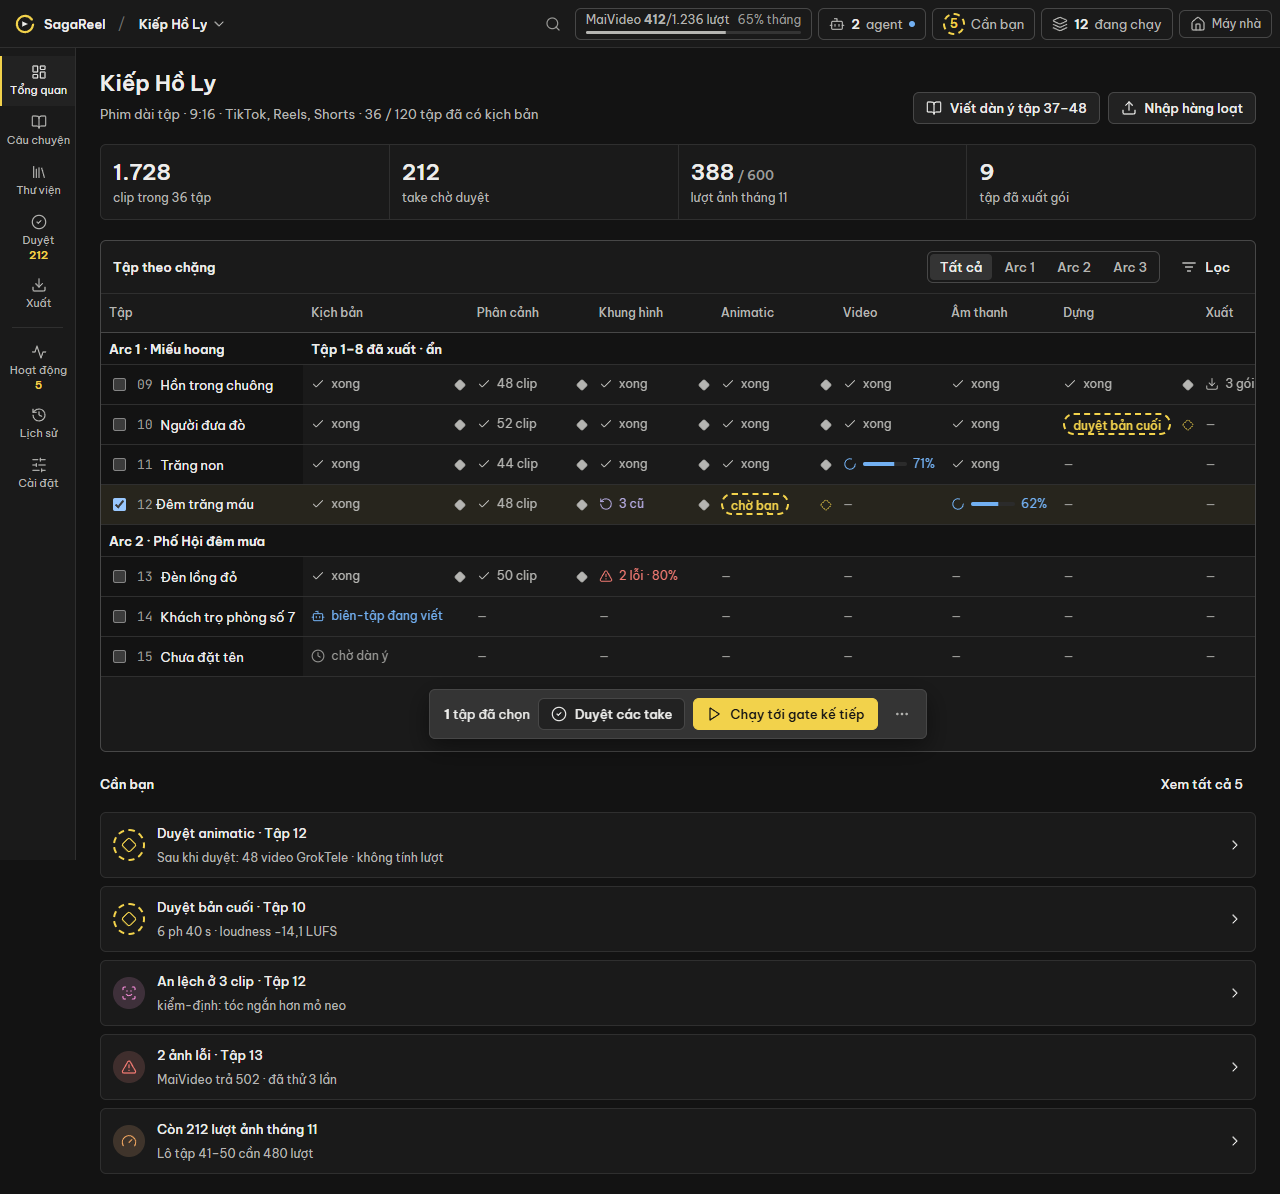 SagaReel / Kiếp Hồ Ly
MaiVideo 412/1.236 lượt 65% tháng
2 agent
5 Cần bạn
12 đang chạy
Máy nhà
Tổng quan
Câu chuyện
Thư viện
Duyệt
212
Xuất
Hoạt động
5
Lịch sử
Cài đặt
Kiếp Hồ Ly
Phim dài tập · 9:16 · TikTok, Reels, Shorts · 36 / 120 tập đã có kịch bản
Viết dàn ý tập 37–48
Nhập hàng loạt
1.728
clip trong 36 tập
212
take chờ duyệt
388 / 600
lượt ảnh tháng 11
9
tập đã xuất gói
Tập theo chặng
Tất cả Arc 1 Arc 2 Arc 3 Lọc
Tập Kịch bản Phân cảnh Khung hình Animatic Video Âm thanh Dựng Xuất
Arc 1 · Miếu hoang Tập 1–8 đã xuất · ẩn
09 Hồn trong chuông xong 48 clip xong xong xong xong xong 3 gói
10 Người đưa đò xong 52 clip xong xong xong xong duyệt bản cuối –
11 Trăng non xong 44 clip xong xong 71% xong – –
12 Đêm trăng máu xong 48 clip 3 cũ chờ bạn – 62% – –
Arc 2 · Phố Hội đêm mưa
13 Đèn lồng đỏ xong 50 clip 2 lỗi · 80% – – – – –
14 Khách trọ phòng số 7 biên-tập đang viết – – – – – – –
15 Chưa đặt tên chờ dàn ý – – – – – – –
1 tập đã chọn Duyệt các take Chạy tới gate kế tiếp ···
Cần bạn
Xem tất cả 5
Duyệt animatic · Tập 12
Sau khi duyệt: 48 video GrokTele · không tính lượt
Duyệt bản cuối · Tập 10
6 ph 40 s · loudness −14,1 LUFS
An lệch ở 3 clip · Tập 12
kiểm-định: tóc ngắn hơn mỏ neo
2 ảnh lỗi · Tập 13
MaiVideo trả 502 · đã thử 3 lần
Còn 212 lượt ảnh tháng 11
Lô tập 41–50 cần 480 lượt